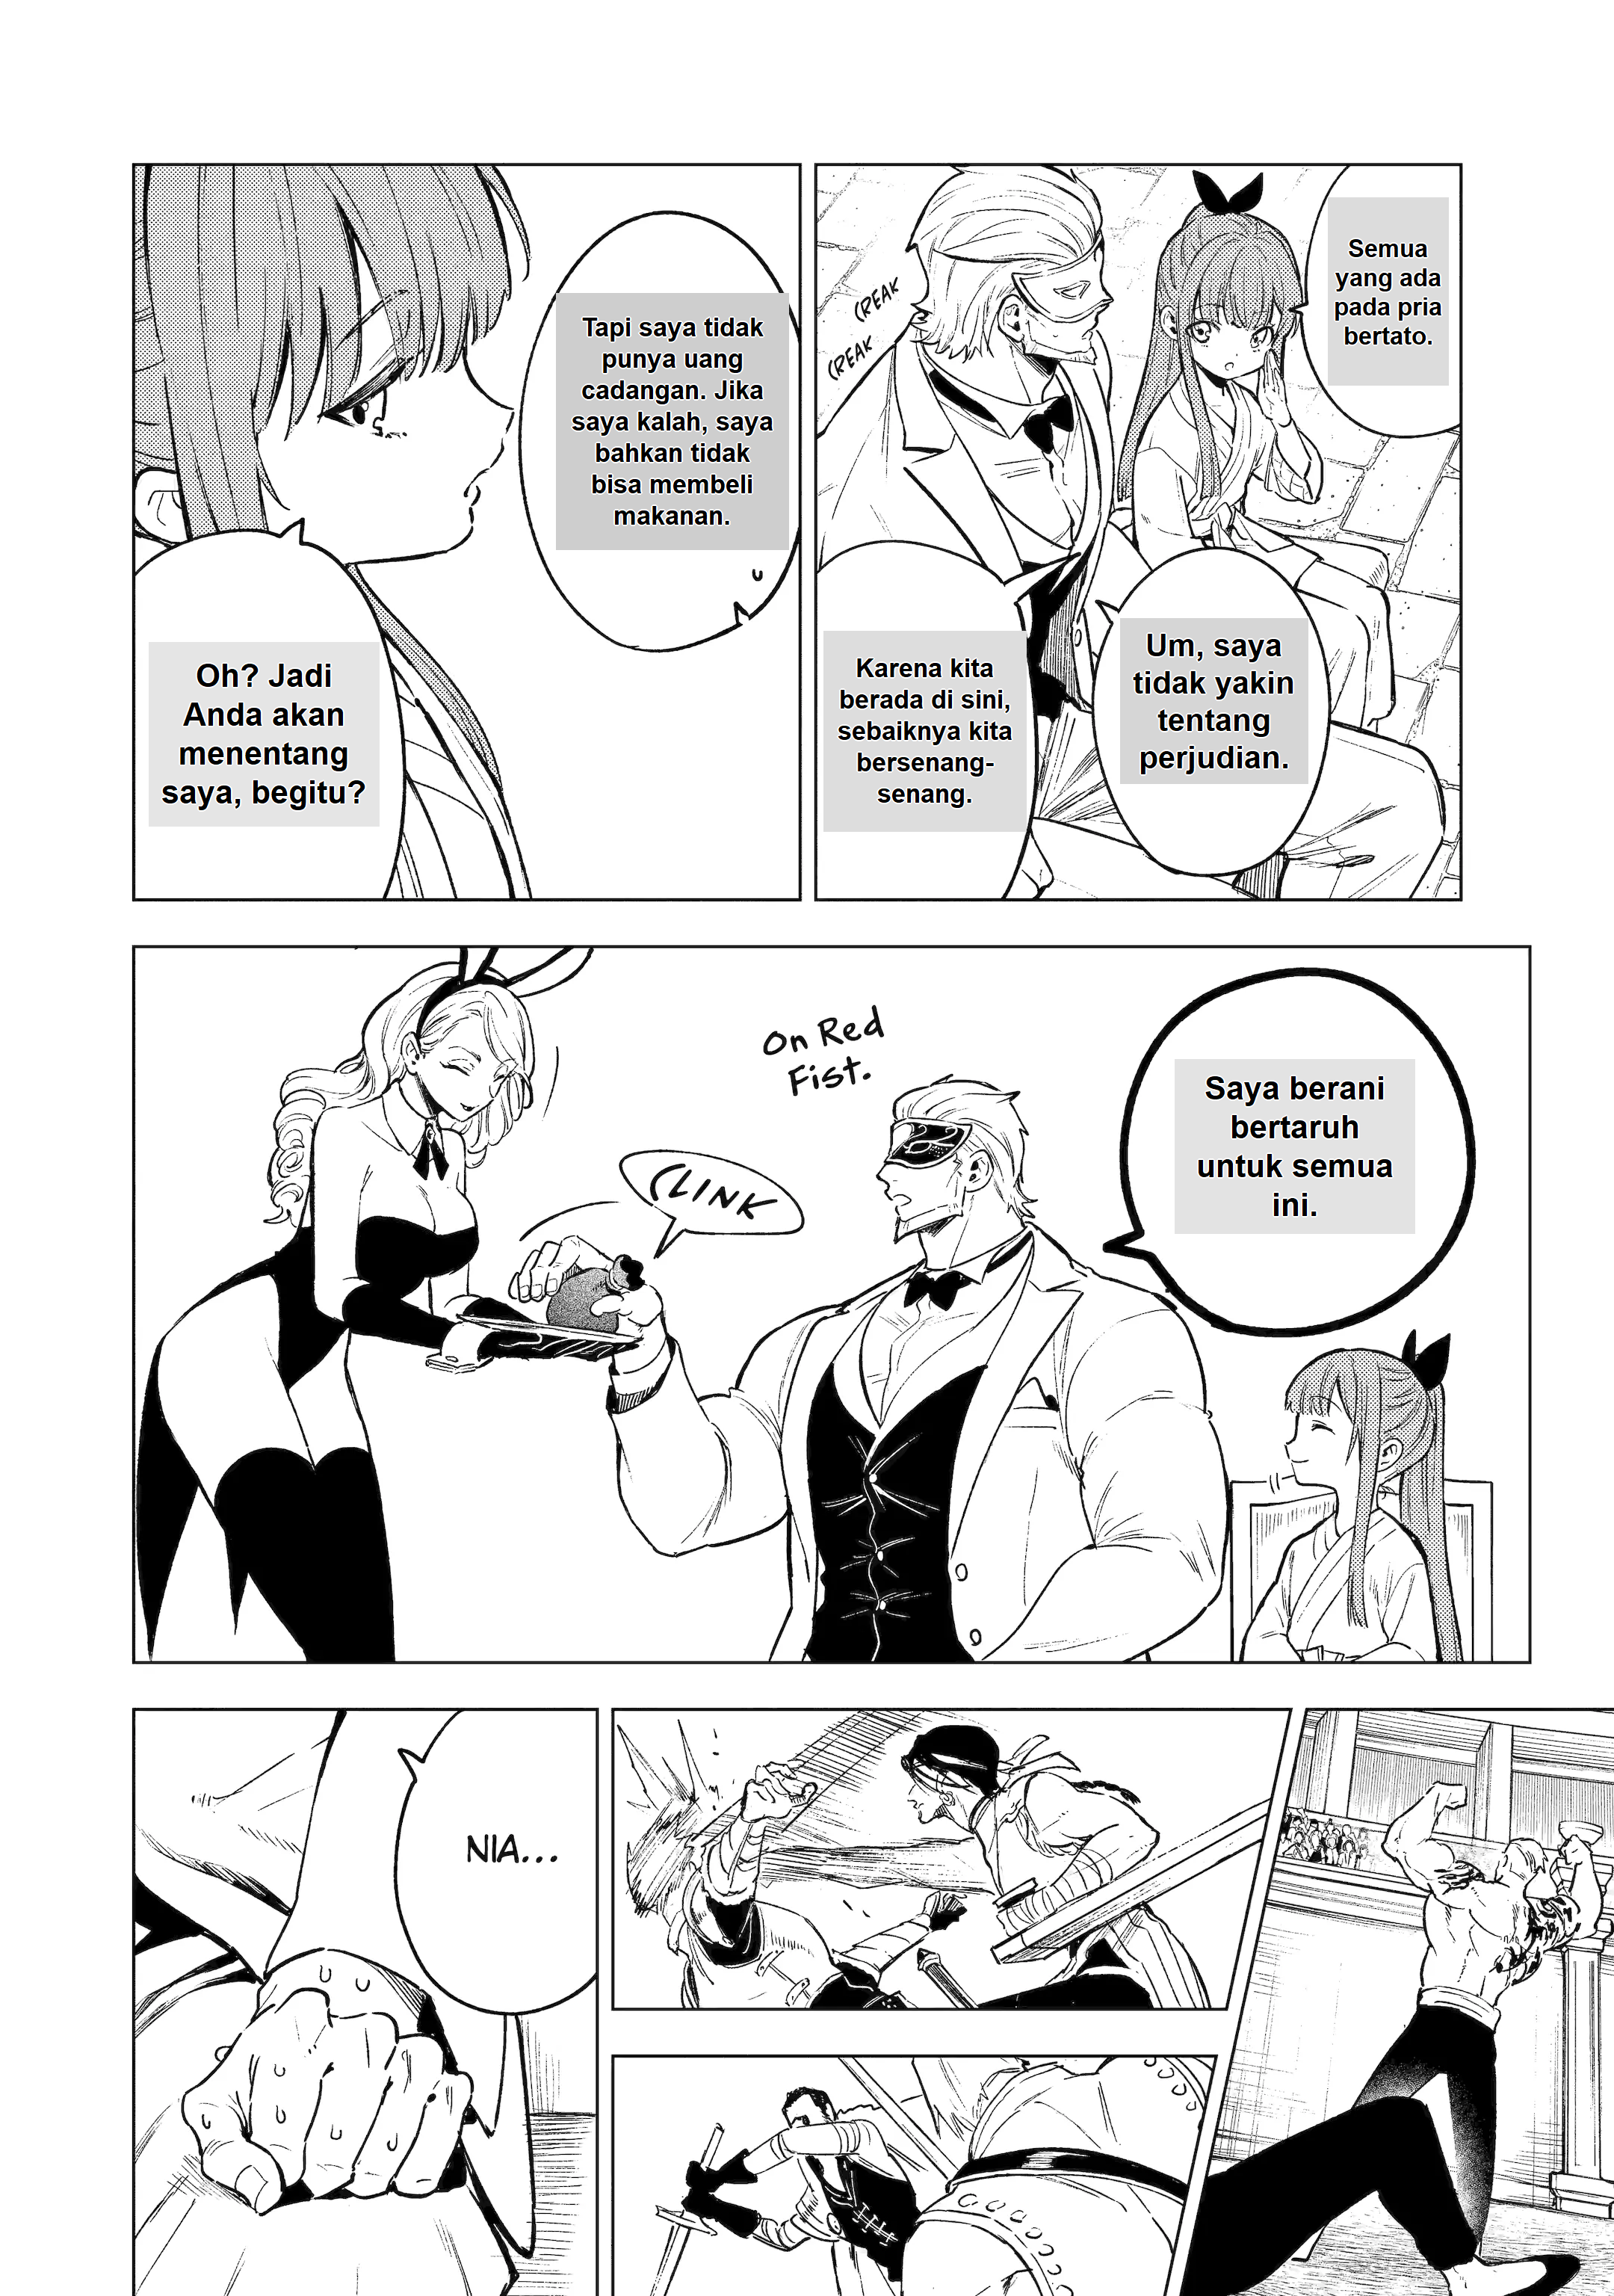 Semua
yang ada
pada pria
bertato.
CREAK
CREAK
Um, saya
tidak yakin
tentang
perjudian.
Karena kita
berada di sini,
sebaiknya kita
bersenang-
senang.
Tapi saya tidak
punya uang
cadangan. Jika
saya kalah, saya
bahkan tidak
bisa membeli
makanan.
Oh? Jadi
Anda akan
menentang
saya, begitu?
Saya berani
bertaruh
untuk semua
ini.
On Red
Fist.
CLINK
NIA...